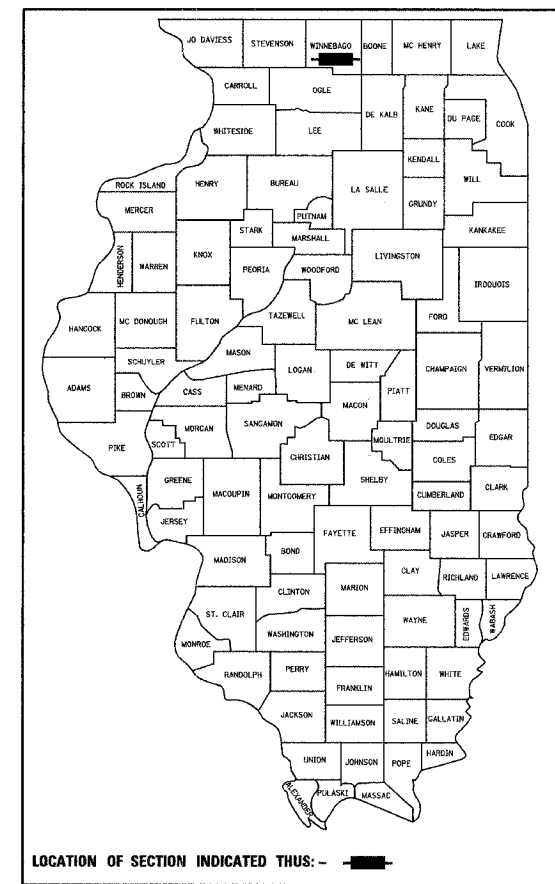 JO DAVIESS
STEVENSON
WINNEBAGO
BOONE
MC HENRY
LAKE
CARROLL
OGLE
DE KALB
KANE
DU PAGE
COOK
WHITESIDE
LEE
KENDALL
WILL
ROCK ISLAND
HENRY
BUREAU
LA SALLE
GRUNDY
MERCER
PUTNAM
STARK
MARSHALL
KANKAKEE
HENDERSON
WARREN
KNOX
PEORIA
WOODFORD
LIVINGSTON
IROQUOIS
FORD
HANCOCK
MC DONOUGH
FULTON
TAZEWELL
MC LEAN
SCHUYLER
MASON
LOGAN
DE WITT
CHAMPAIGN
VERMILION
ADAMS
BROWN
CASS
MENARD
MACON
PIATT
MORGAN
SANGAMON
DOUGLAS
PIKE
SCOTT
CHRISTIAN
MOULTRIE
COLES
EDGAR
CALHOUN
GREENE
MACOUPIN
MONTGOMERY
SHELBY
CUMBERLAND
CLARK
JERSEY
FAYETTE
EFFINGHAM
JASPER
CRAWFORD
MADISON
BOND
CLAY
RICHLAND
LAWRENCE
CLINTON
MARION
ST. CLAIR
WAYNE
EDWARDS
WABASH
WASHINGTON
JEFFERSON
MONROE
RANDOLPH
PERRY
HAMILTON
WHITE
FRANKLIN
JACKSON
WILLIAMSON
SALINE
GALLATIN
UNION
JOHNSON
POPE
HARDIN
ALEXANDER
PULASKI
MASSAC
LOCATION OF SECTION INDICATED THUS: -